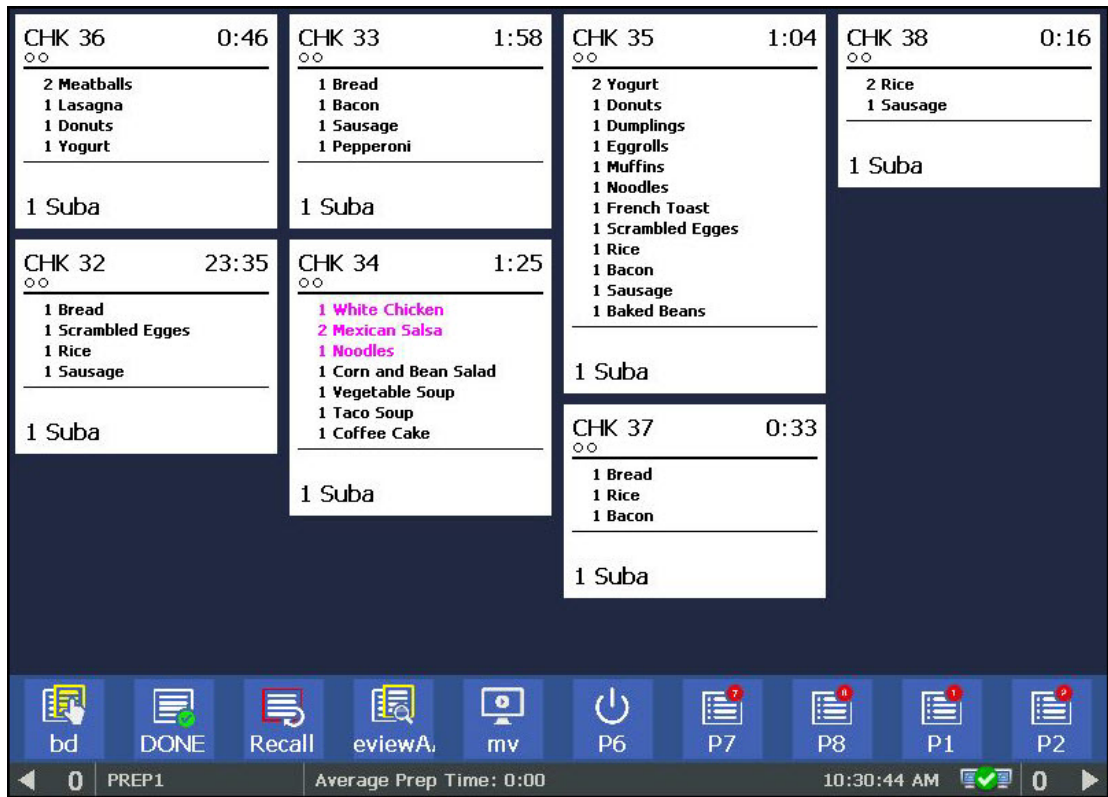 CHK 36 0:46
2 Meatballs
1 Lasagna
1 Donuts
1 Yogurt
1 Suba
CHK 32 23:35
1 Bread
1 Scrambled Egges
1 Rice
1 Sausage
1 Suba
CHK 33 1:58
1 Bread
1 Bacon
1 Sausage
1 Pepperoni
1 Suba
CHK 34 1:25
1 White Chicken
2 Mexican Salsa
1 Noodles
1 Corn and Bean Salad
1 Vegetable Soup
1 Taco Soup
1 Coffee Cake
1 Suba
CHK 35 1:04
2 Yogurt
1 Donuts
1 Dumplings
1 Eggrolls
1 Muffins
1 Noodles
1 French Toast
1 Scrambled Egges
1 Rice
1 Bacon
1 Sausage
1 Baked Beans
1 Suba
CHK 37 0:33
1 Bread
1 Rice
1 Bacon
1 Suba
CHK 38 0:16
2 Rice
1 Sausage
1 Suba
bd DONE Recall eviewA mv P6 P7 P8 P1 P2
7 1 2
0 PREP1 Average Prep Time: 0:00 10:30:44 AM 0